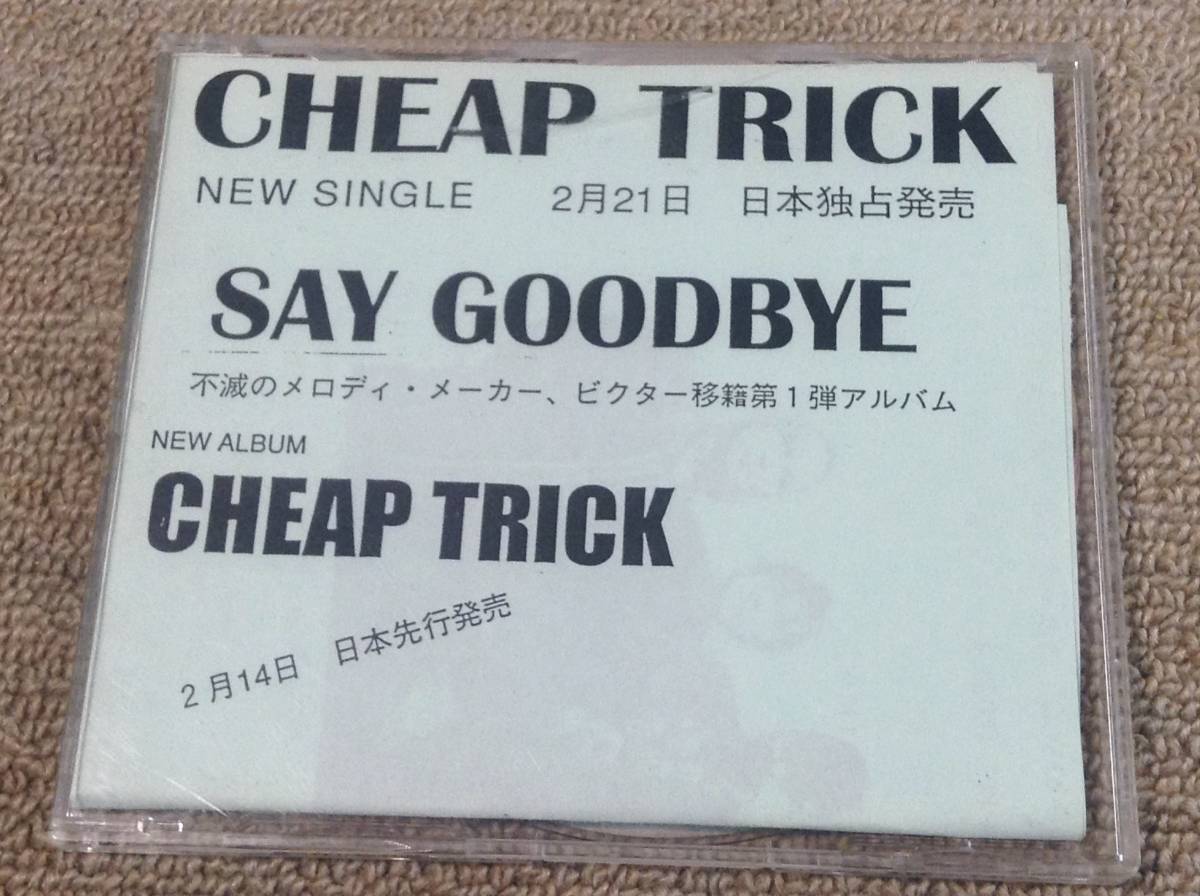 CHEAP TRICK
NEW SINGLE 2月21日 日本独占発売
SAY GOODBYE
不滅のメロディ・メーカー、ビクター移籍第1弾アルバム
NEW ALBUM
CHEAP TRICK
2月14日 日本先行発売